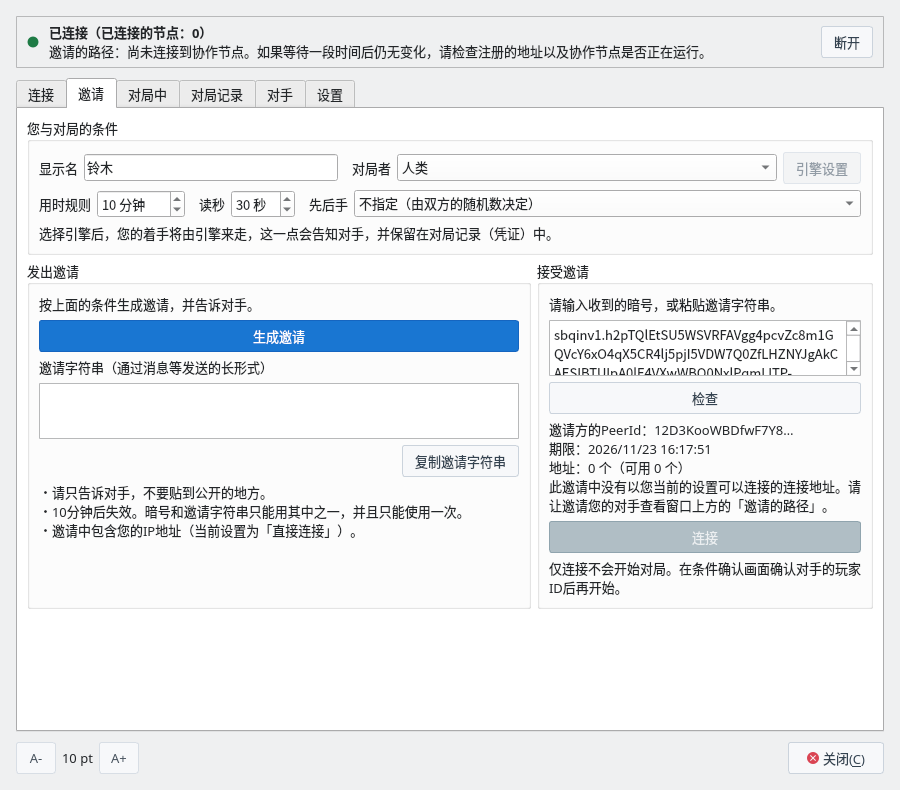 已连接（已连接的节点：0）
邀请的路径：尚未连接到协作节点。如果等待一段时间后仍无变化，请检查注册的地址以及协作节点是否正在运行。
断开
连接 邀请 对局中 对局记录 对手 设置
您与对局的条件
显示名 铃木 对局者 人类 引擎设置
用时规则 10 分钟 读秒 30 秒 先后手 不指定（由双方的随机数决定）
选择引擎后，您的着手将由引擎来走，这一点会告知对手，并保留在对局记录（凭证）中。
发出邀请
按上面的条件生成邀请，并告诉对手。
生成邀请
邀请字符串（通过消息等发送的长形式）
复制邀请字符串
・请只告诉对手，不要贴到公开的地方。
・10分钟后失效。暗号和邀请字符串只能用其中之一，并且只能使用一次。
・邀请中包含您的IP地址（当前设置为「直接连接」）。
接受邀请
请输入收到的暗号，或粘贴邀请字符串。
sbqinv1.h2pTQlEtSU5WSVRFAVgg4pcvZc8m1G
QVcY6xO4qX5CR4lj5pjI5VDW7Q0ZfLHZNYJgAkC
检查
邀请方的PeerId：12D3KooWBDfwF7Y8…
期限：2026/11/23 16:17:51
地址：0 个（可用 0 个）
此邀请中没有以您当前的设置可以连接的连接地址。请
让邀请您的对手查看窗口上方的「邀请的路径」。
连接
仅连接不会开始对局。在条件确认画面确认对手的玩家
ID后再开始。
A- 10 pt A+ 关闭(C)